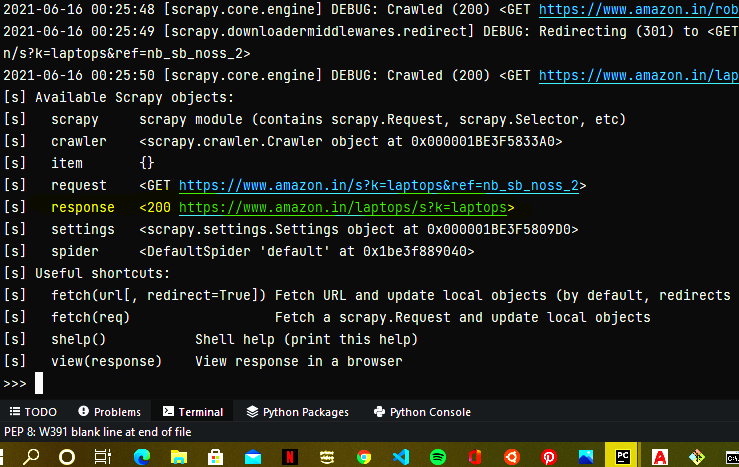 2021-06-16 00:25:48 [scrapy.core.engine] DEBUG: Crawled (200) <GET https://www.amazon.in/rob
2021-06-16 00:25:49 [scrapy.downloadermiddlewares.redirect] DEBUG: Redirecting (301) to <GET
n/s?k=laptops&ref=nb_sb_noss_2>
2021-06-16 00:25:50 [scrapy.core.engine] DEBUG: Crawled (200) <GET https://www.amazon.in/lap
[s] Available Scrapy objects:
[s]   scrapy     scrapy module (contains scrapy.Request, scrapy.Selector, etc)
[s]   crawler    <scrapy.crawler.Crawler object at 0x000001BE3F5833A0>
[s]   item       {}
[s]   request    <GET https://www.amazon.in/s?k=laptops&ref=nb_sb_noss_2>
[s]   response   <200 https://www.amazon.in/laptops/s?k=laptops>
[s]   settings   <scrapy.settings.Settings object at 0x000001BE3F5809D0>
[s]   spider     <DefaultSpider 'default' at 0x1be3f889040>
[s] Useful shortcuts:
[s]   fetch(url[, redirect=True]) Fetch URL and update local objects (by default, redirects
[s]   fetch(req)                  Fetch a scrapy.Request and update local objects
[s]   shelp()           Shell help (print this help)
[s]   view(response)    View response in a browser
>>>
TODO Problems Terminal Python Packages Python Console
PEP 8: W391 blank line at end of file
N PC A C:\